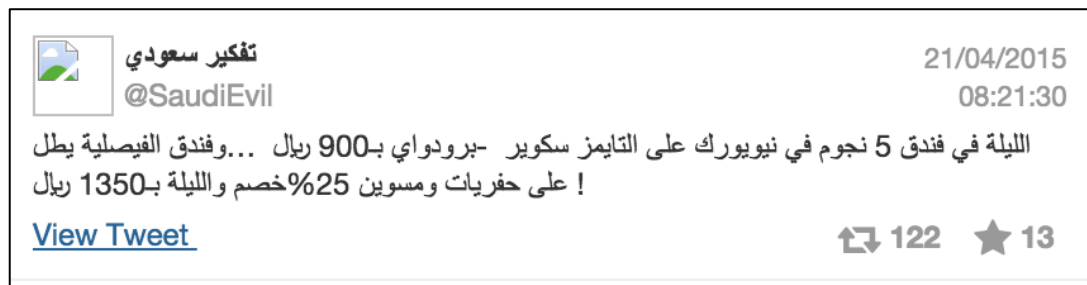 تفكير سعودي
21/04/2015
@SaudiEvil
08:21:30
الليلة في فندق 5 نجوم في نيويورك على التايمز سكوير -برودواي بـ900 ريال ...وفندق الفيصلية يطل
على حفريات ومسوين 25%خصم والليلة بـ1350 ريال !
View Tweet
122
13